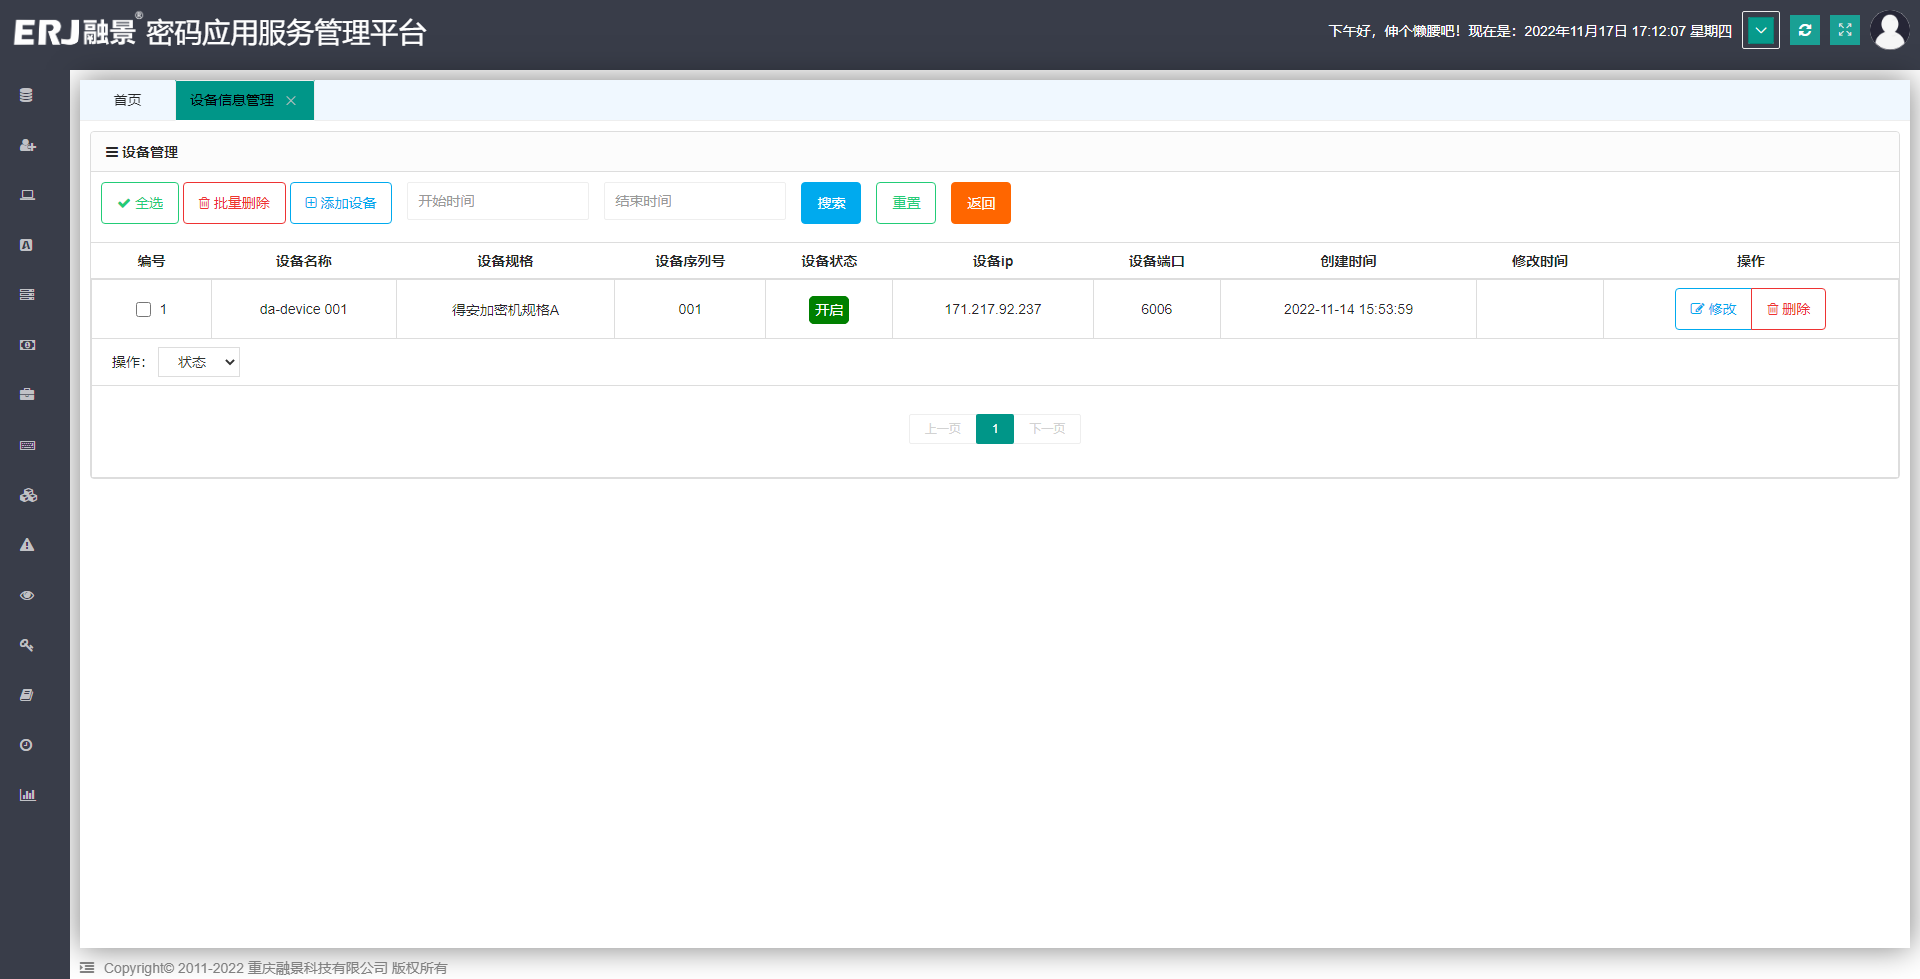 ERJ融景® 密码应用服务管理平台
下午好，伸个懒腰吧！现在是：2022年11月17日 17:12:07 星期四
首页 设备信息管理
设备管理
全选 批量删除 添加设备 开始时间 结束时间 搜索 重置 返回
编号 设备名称 设备规格 设备序列号 设备状态 设备ip 设备端口 创建时间 修改时间 操作
1 da-device 001 得安加密机规格A 001 开启 171.217.92.237 6006 2022-11-14 15:53:59 修改 删除
操作： 状态
上一页 1 下一页
Copyright© 2011-2022 重庆融景科技有限公司 版权所有